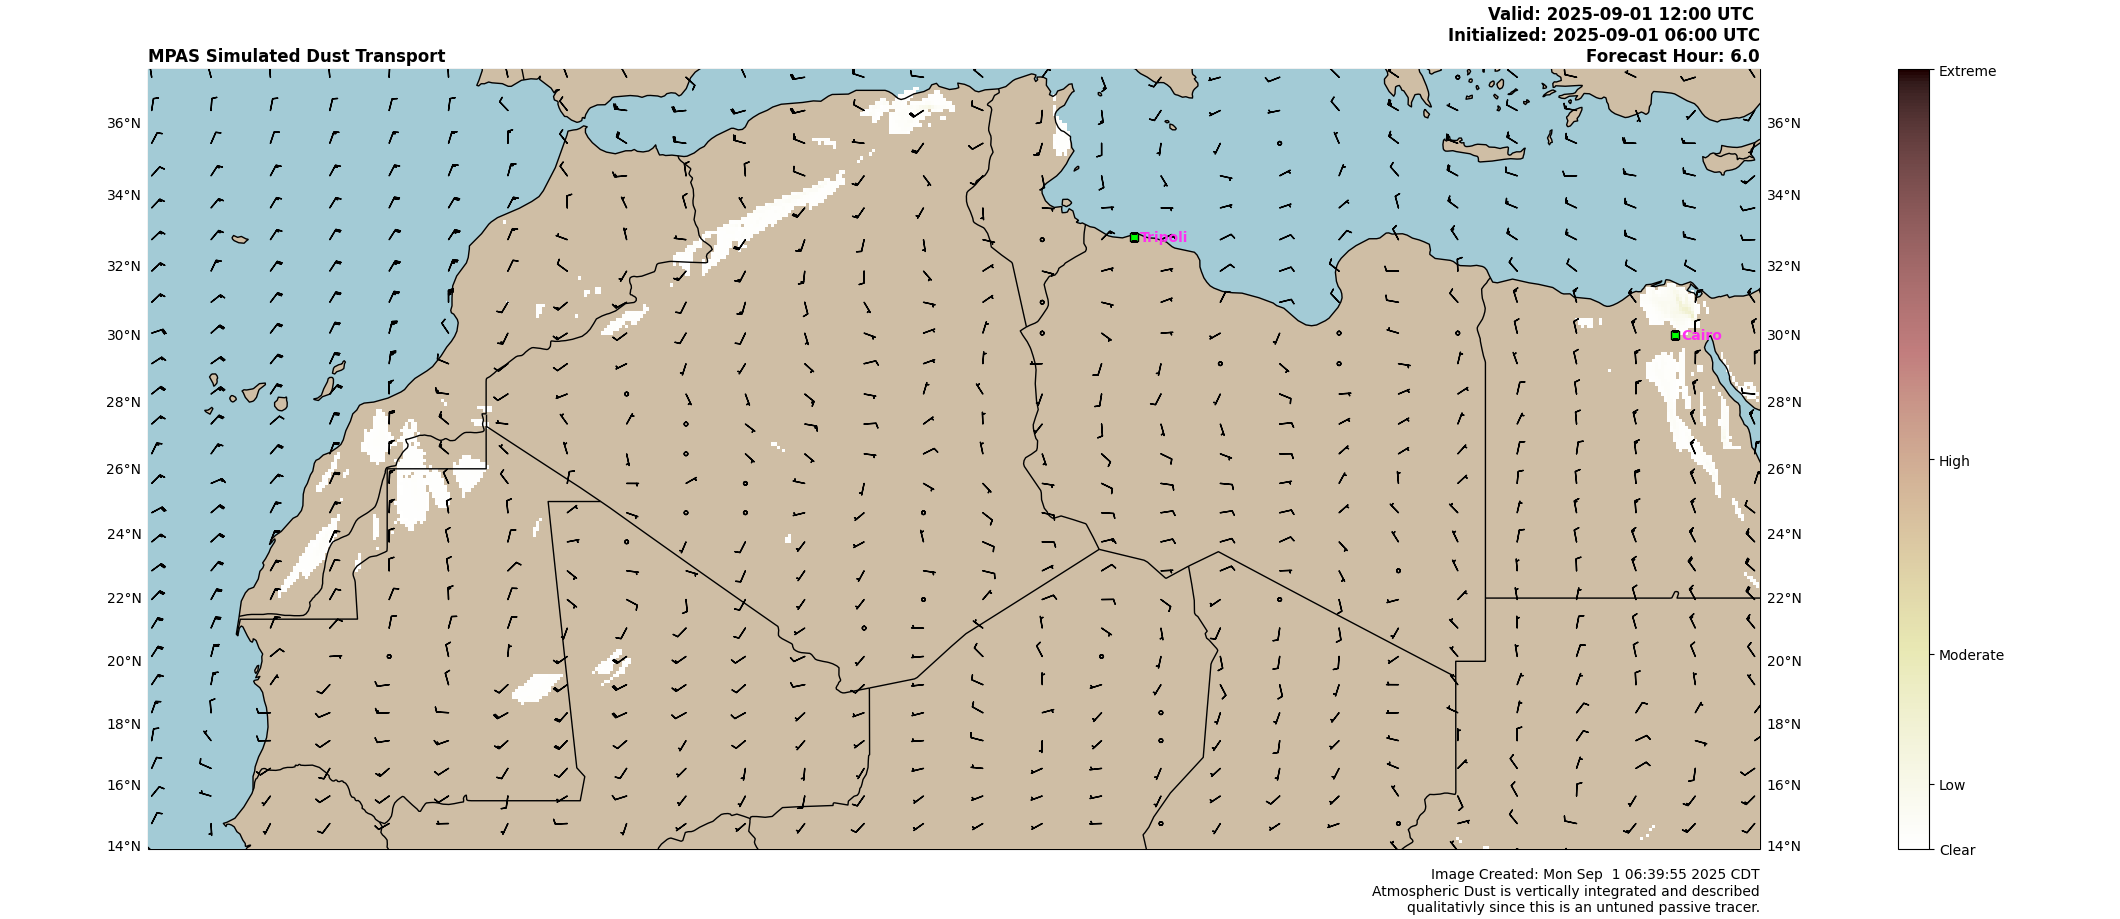 Valid: 2025-09-01 12:00 UTC
Initialized: 2025-09-01 06:00 UTC
MPAS Simulated Dust Transport
Forecast Hour: 6.0
Extreme
36°N
36°N
34°N
34°N
Tripoli
32°N
32°N
30°N
Cairo
30°N
28°N
28°N
26°N
26°N
High
24°N
24°N
22°N
22°N
20°N
20°N
Moderate
18°N
18°N
16°N
16°N
Low
14°N
14°N
Clear
Image Created: Mon Sep  1 06:39:55 2025 CDT
Atmospheric Dust is vertically integrated and described
qualitativly since this is an untuned passive tracer.